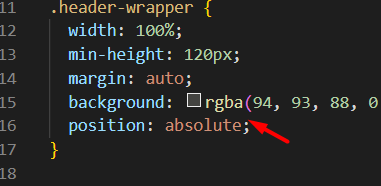 11 .header-wrapper {
12 width: 100%;
13 min-height: 120px;
14 margin: auto;
15 background: rgba(94, 93, 88, 0
16 position: absolute;
17 }
18